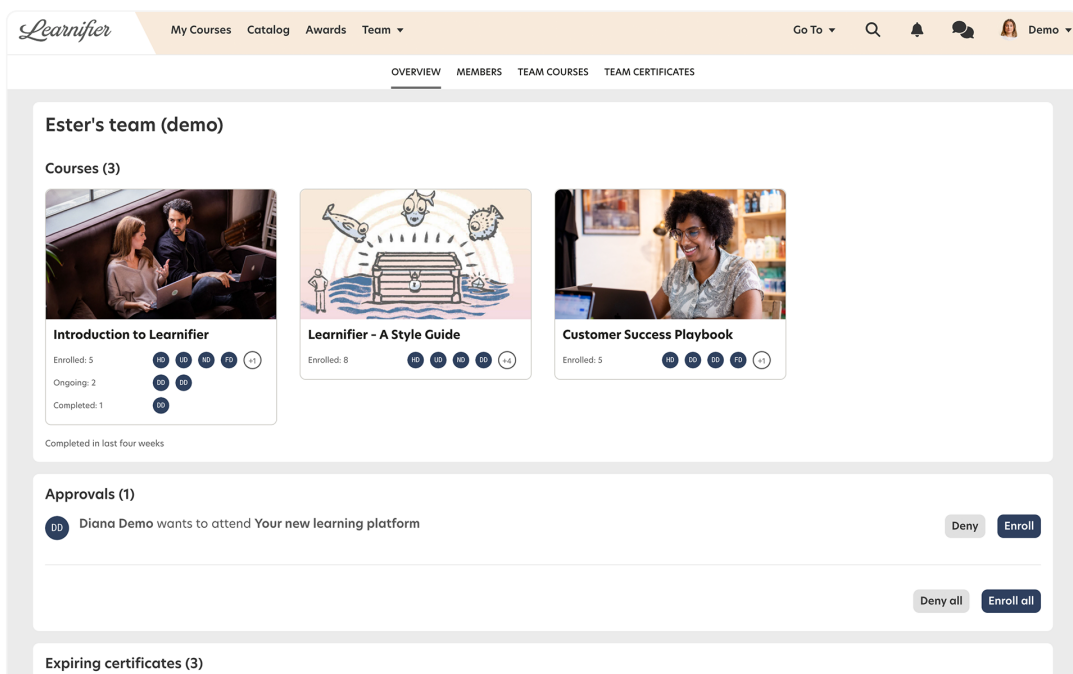 Learnifier
My Courses Catalog Awards Team
Go To Demo
OVERVIEW MEMBERS TEAM COURSES TEAM CERTIFICATES
Ester's team (demo)
Courses (3)
Introduction to Learnifier
Enrolled: 5 HD UD ND FD +1
Ongoing: 2 DD DD
Completed: 1 DD
Learnifier - A Style Guide
Enrolled: 8 HD UD ND DD +4
Customer Success Playbook
Enrolled: 5 HD DD DD FD +1
Completed in last four weeks
Approvals (1)
DD Diana Demo wants to attend Your new learning platform
Deny Enroll
Deny all Enroll all
Expiring certificates (3)